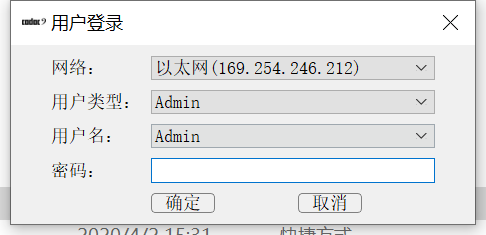 codoc 9 用户登录
网络： 以太网(169.254.246.212)
用户类型： Admin
用户名： Admin
密码：
确定 取消
2020/4/2 15:31 快捷方式